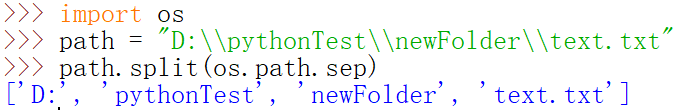 >>> import os
>>> path = "D:\\pythonTest\\newFolder\\text.txt"
>>> path.split(os.path.sep)
['D:', 'pythonTest', 'newFolder', 'text.txt']